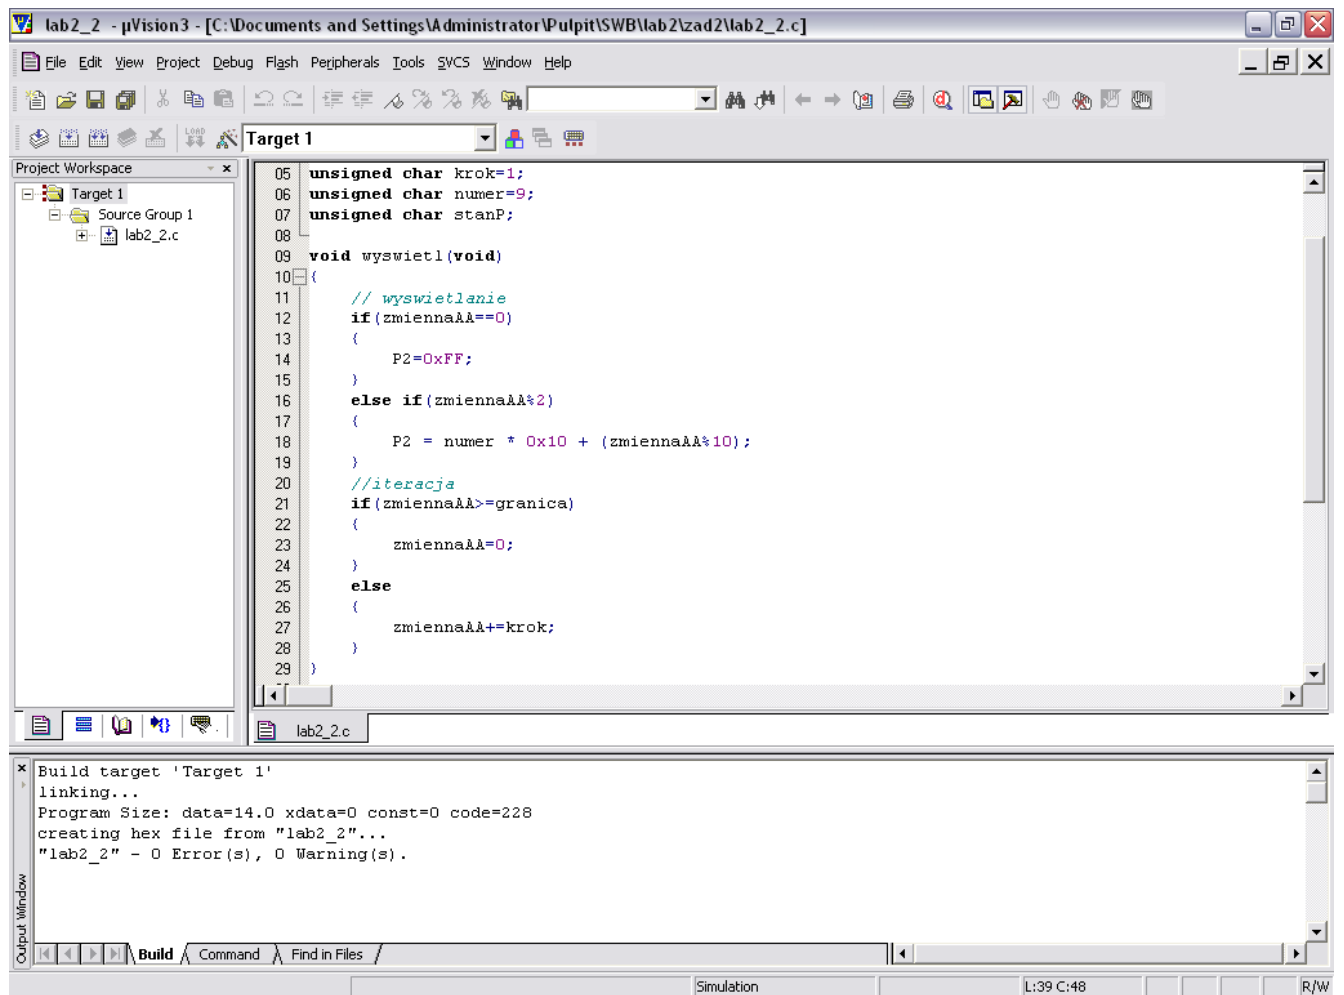 lab2_2 - µVision3 - [C:\Documents and Settings\Administrator\Pulpit\SWB\lab2\zad2\lab2_2.c]
File Edit View Project Debug Flash Peripherals Tools SVCS Window Help
LOAD Target 1
Project Workspace
Target 1
Source Group 1
lab2_2.c
05 unsigned char krok=1;
06 unsigned char numer=9;
07 unsigned char stanP;
08
09 void wyswietl(void)
10 {
11 // wyswietlanie
12 if(zmiennaAA==0)
13 {
14 P2=0xFF;
15 }
16 else if(zmiennaAA%2)
17 {
18 P2 = numer * 0x10 + (zmiennaAA%10);
19 }
20 //iteracja
21 if(zmiennaAA>=granica)
22 {
23 zmiennaAA=0;
24 }
25 else
26 {
27 zmiennaAA+=krok;
28 }
29 }
lab2_2.c
Build target 'Target 1'
linking...
Program Size: data=14.0 xdata=0 const=0 code=228
creating hex file from "lab2_2"...
"lab2_2" - 0 Error(s), 0 Warning(s).
Output Window
Build Command Find in Files
Simulation L:39 C:48 R/W